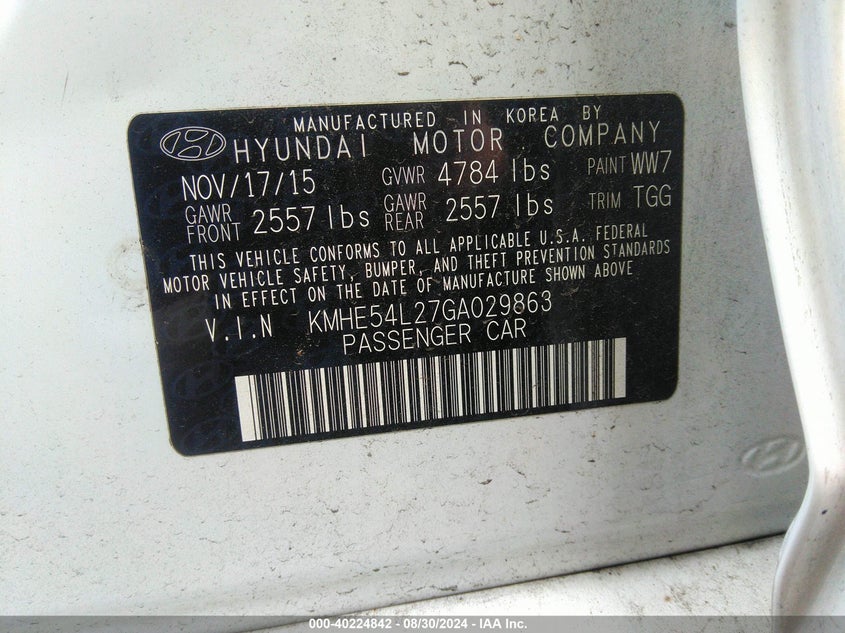 MANUFACTURED IN KOREA BY
HYUNDAI MOTOR COMPANY
NOV/17/15 GVWR 4784 lbs PAINT WW7
GAWR FRONT 2557 lbs GAWR REAR 2557 lbs TRIM TGG
THIS VEHICLE CONFORMS TO ALL APPLICABLE U.S.A. FEDERAL
MOTOR VEHICLE SAFETY, BUMPER, AND THEFT PREVENTION STANDARDS
IN EFFECT ON THE DATE OF MANUFACTURE SHOWN ABOVE
V.I.N KMHE54L27GA029863
PASSENGER CAR
000-40224842 - 08/30/2024 - IAA Inc.